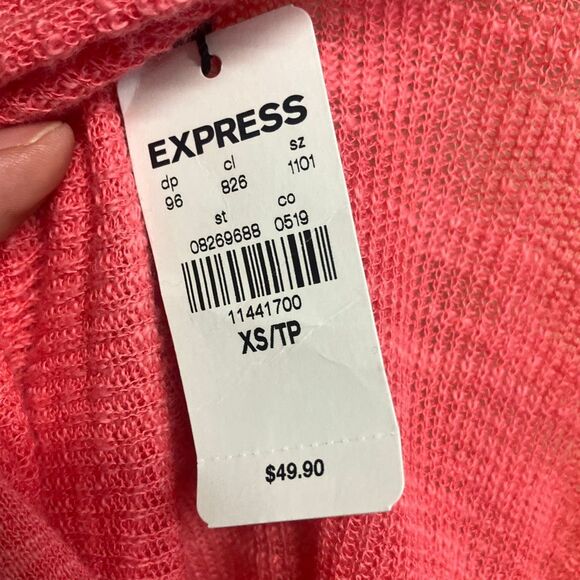 EXPRESS
dp cl sz
96 826 1101
st co
08269688 0519
11441700
XS/TP
$49.90